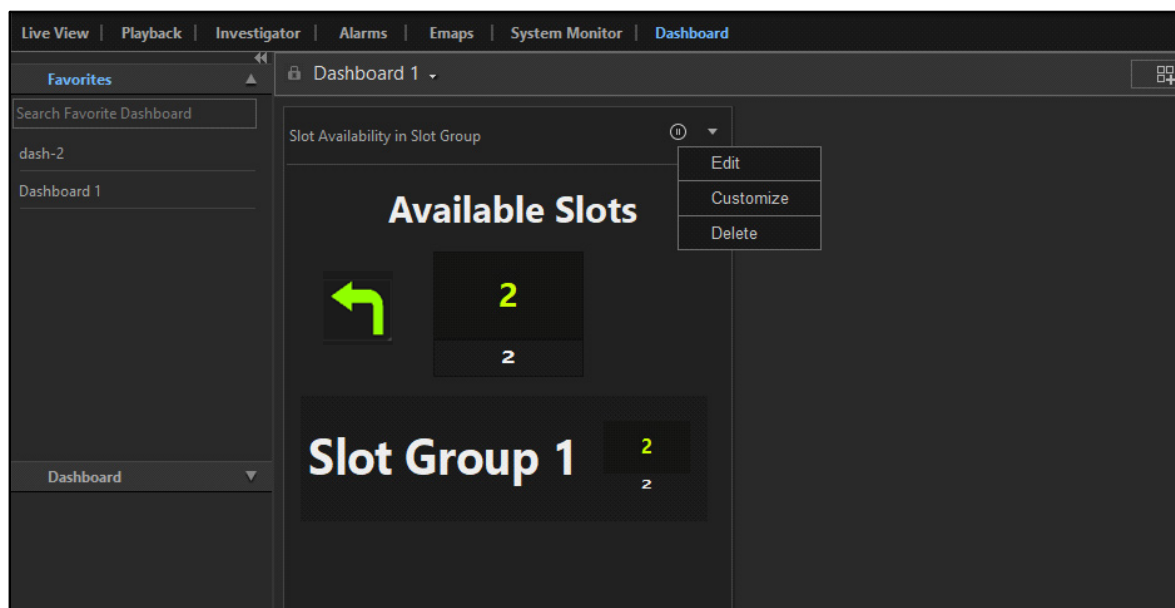 Live View | Playback | Investigator | Alarms | Emaps | System Monitor | Dashboard
Favorites
Search Favorite Dashboard
dash-2
Dashboard 1
Dashboard
Dashboard 1
Slot Availability in Slot Group
Edit
Customize
Delete
Available Slots
2
2
Slot Group 1
2
2